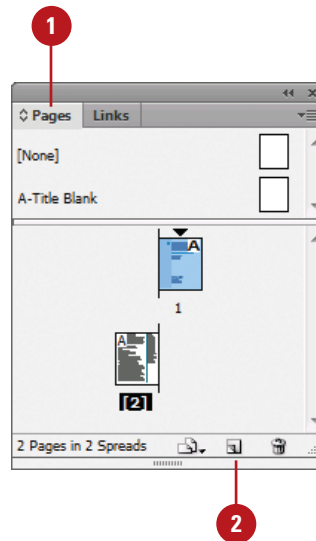 1
Pages Links
[None]
A-Title Blank
A
1
A
[2]
2 Pages in 2 Spreads
2